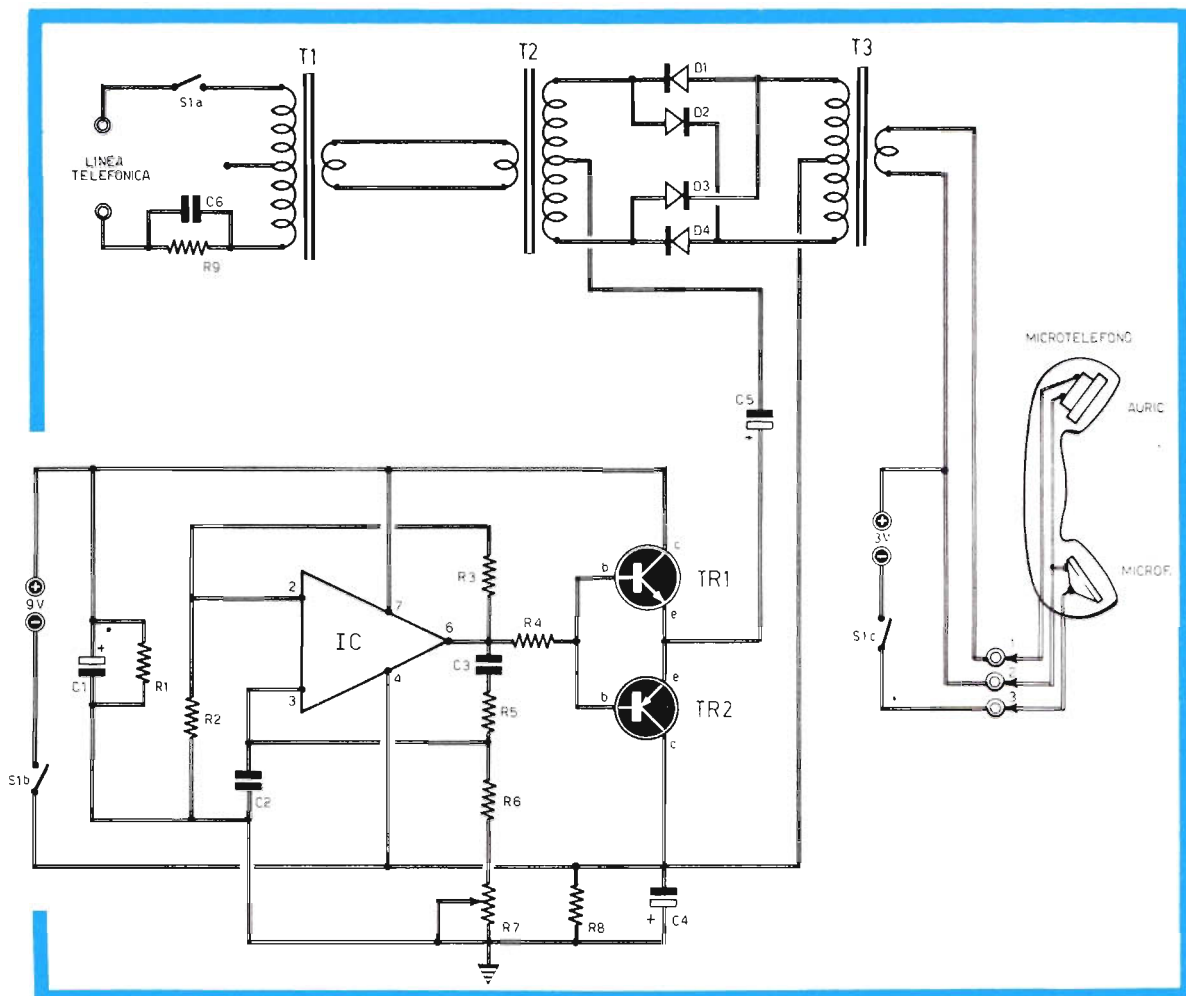 T1
T2
T3
S1a
LINEA
TELEFONICA
C6
R9
D1
D2
D3
D4
MICROTELEFONO
AURIC
MICROF.
C5
+
+
9V
-
S1b
C1
+
R1
R2
2
3
IC
7
4
6
R3
R4
C3
R5
C2
R6
R7
R8
C4
+
b
c
e
TR1
b
e
c
TR2
+
3V
-
S1c
1
2
3